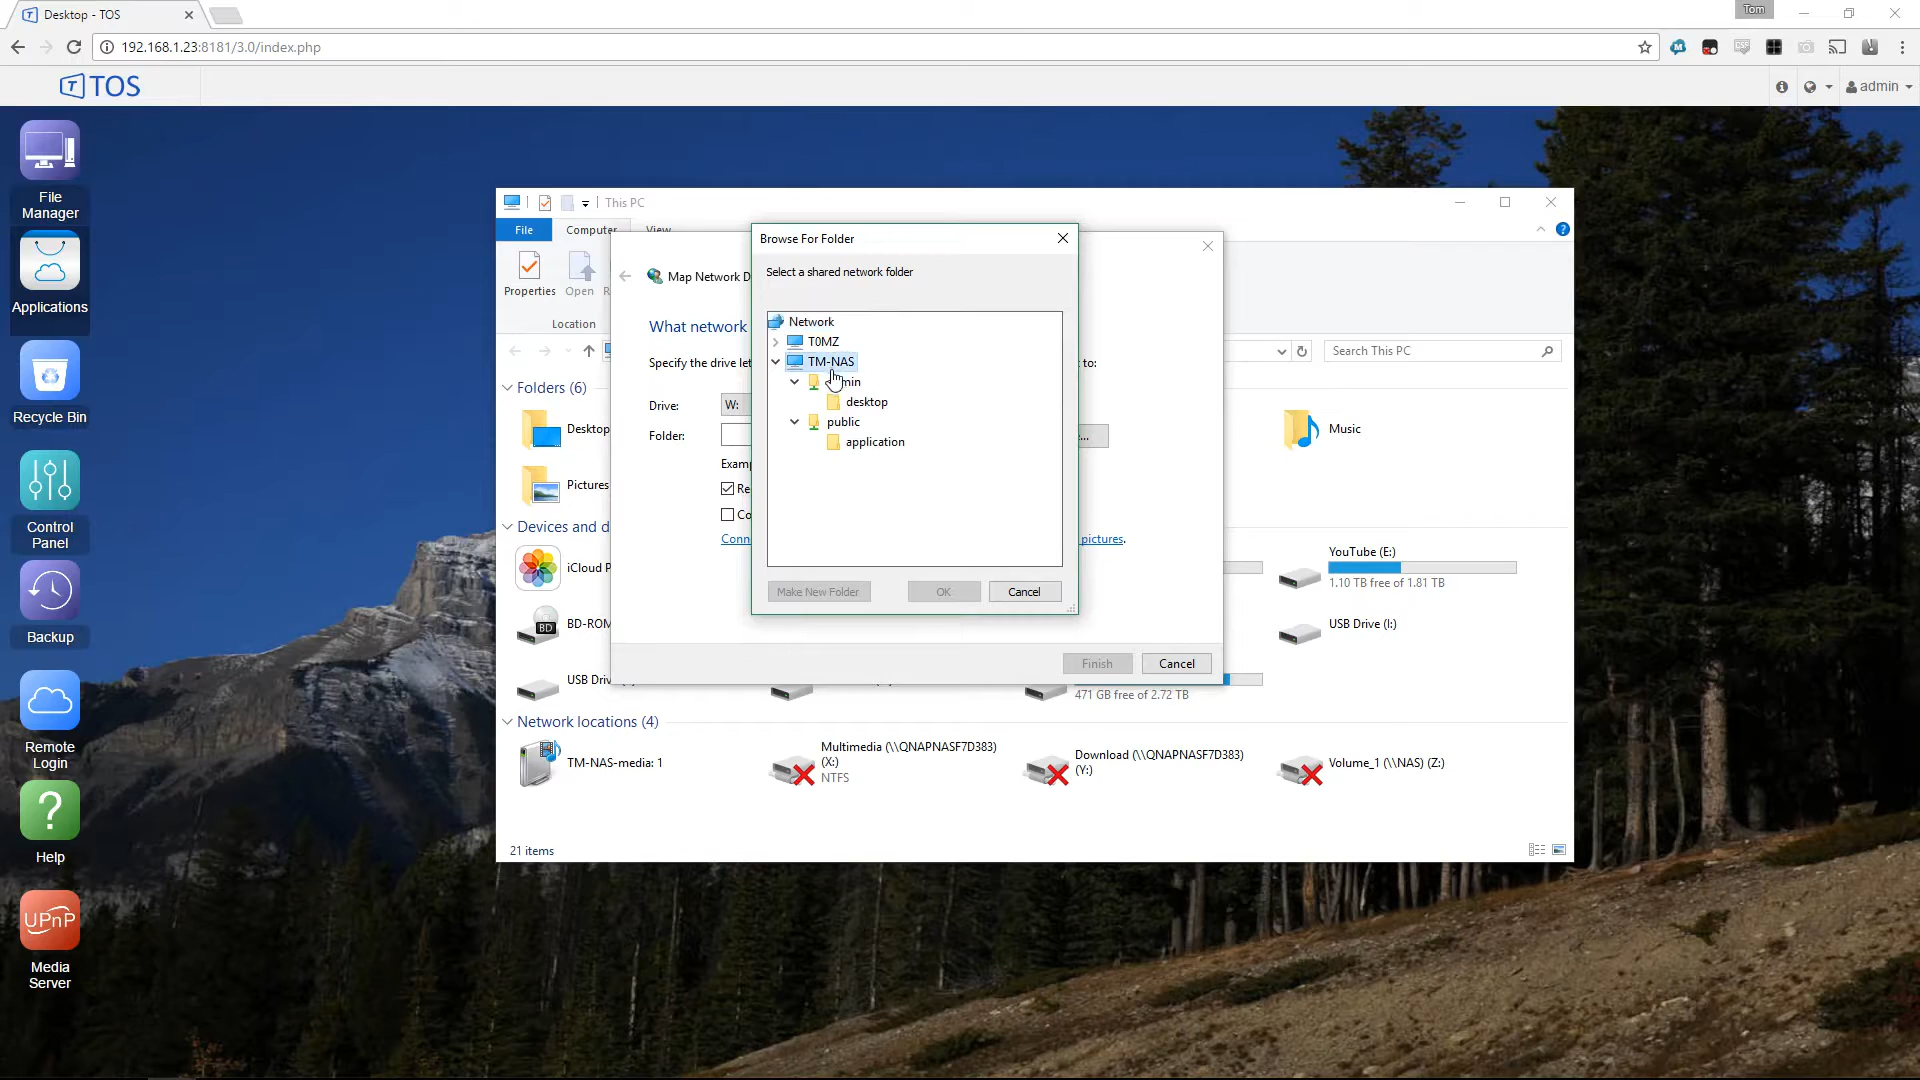 Desktop - TOS
Tom
192.168.1.23:8181/3.0/index.php
TOS
admin
File
Manager
Applications
Recycle Bin
Control
Panel
Backup
Remote
Login
Help
UPnP
Media
Server
This PC
File
Computer
View
Properties
Open
Location
Search This PC
Folders (6)
Desktop
Music
Pictures
Devices and d
iCloud P
YouTube (E:)
1.10 TB free of 1.81 TB
BD-ROM
BD
USB Drive (I:)
USB Driv
471 GB free of 2.72 TB
Network locations (4)
TM-NAS-media: 1
Multimedia (\\QNAPNASF7D383)
(X:)
NTFS
Download (\\QNAPNASF7D383)
(Y:)
Volume_1 (\\NAS) (Z:)
21 items
Map Network D
What network
Specify the drive let
to:
Drive:
W:
Folder:
...
Examp
Re
Co
Conn
pictures.
Finish
Cancel
Browse For Folder
Select a shared network folder
Network
T0MZ
TM-NAS
min
desktop
public
application
Make New Folder
OK
Cancel